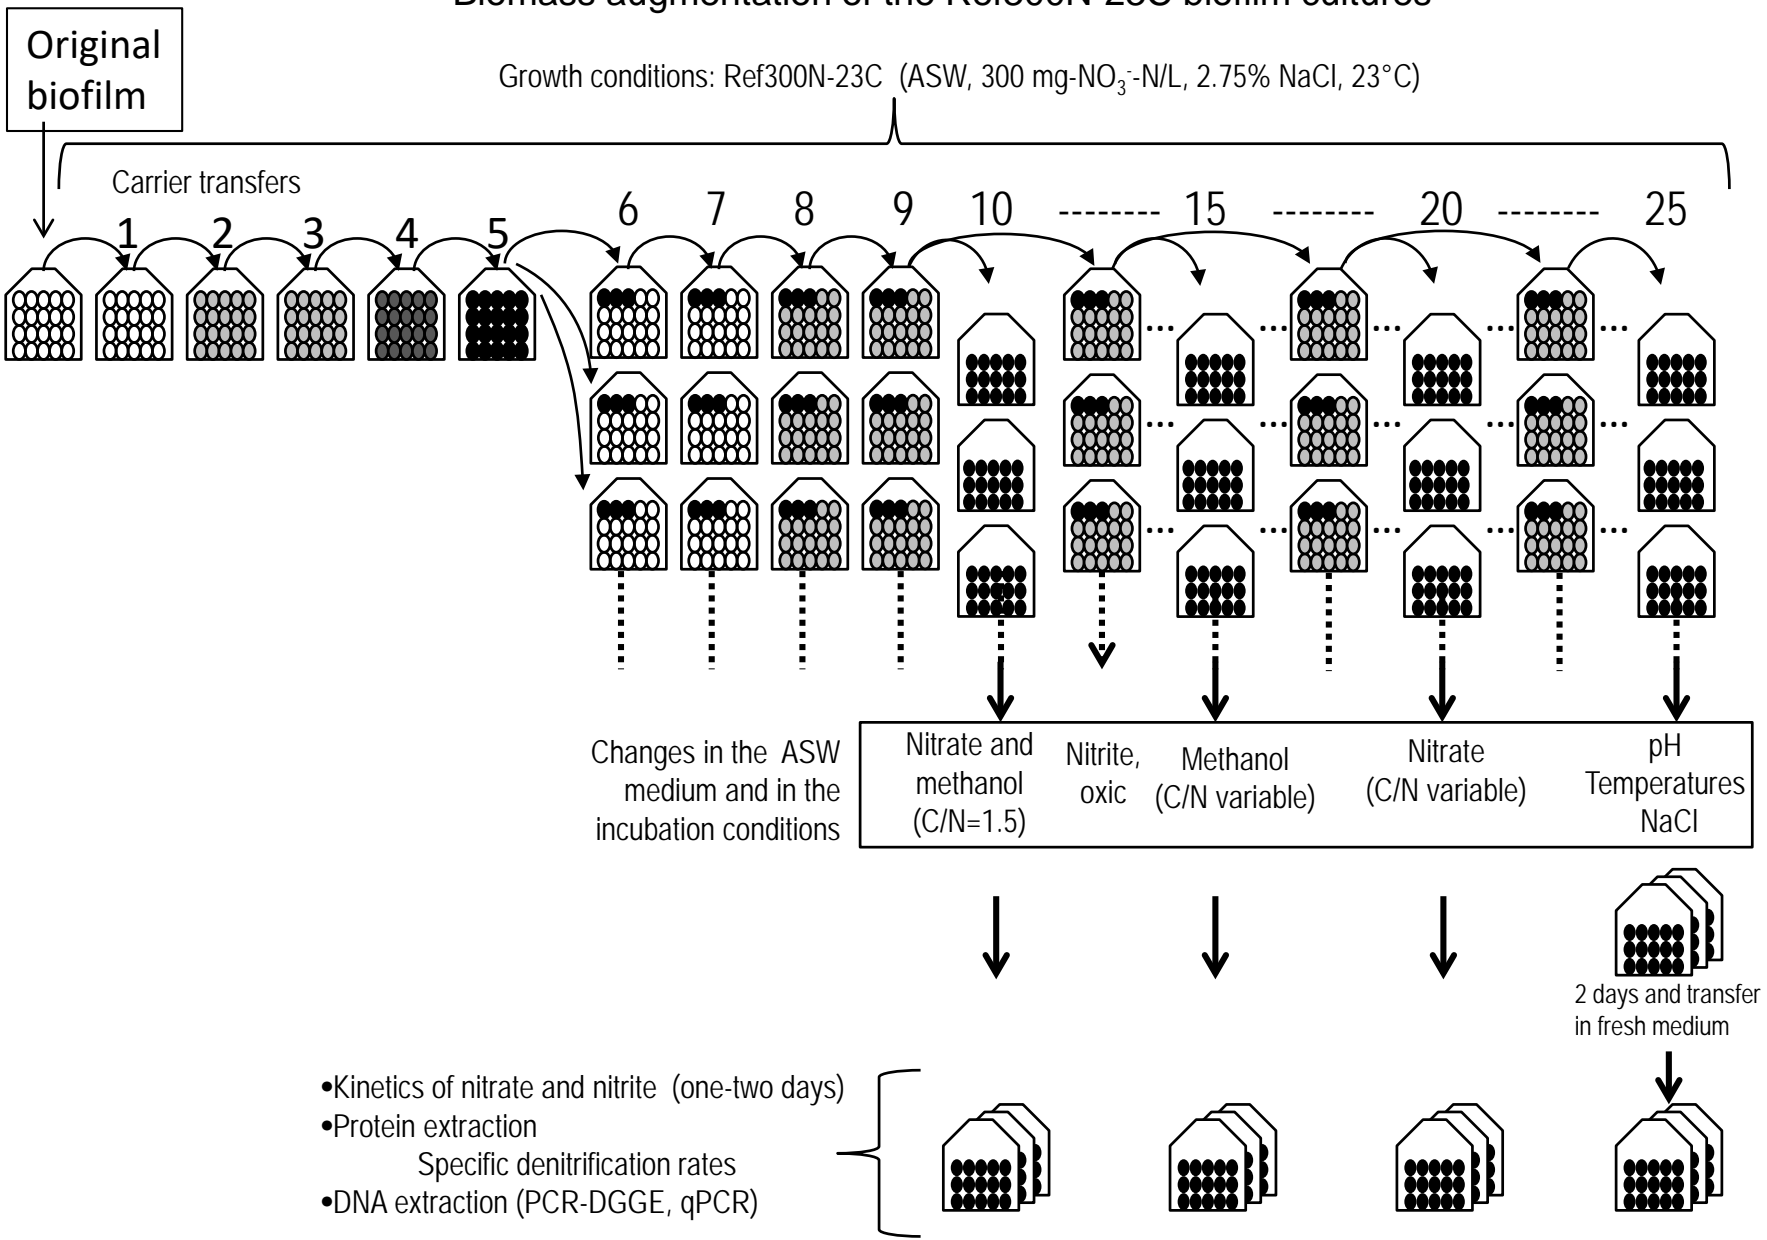 Biomass augmentation of the Ref300N-23C biofilm cultures
Original
biofilm
Growth conditions: Ref300N-23C (ASW, 300 mg-NO₃⁻-N/L, 2.75% NaCl, 23°C)
Carrier transfers
1 2 3 4 5 6 7 8 9 10 -------- 15 -------- 20 -------- 25
Changes in the ASW
medium and in the
incubation conditions
Nitrate and
methanol
(C/N=1.5)
Nitrite,
oxic
Methanol
(C/N variable)
Nitrate
(C/N variable)
pH
Temperatures
NaCl
2 days and transfer
in fresh medium
•Kinetics of nitrate and nitrite (one-two days)
•Protein extraction
Specific denitrification rates
•DNA extraction (PCR-DGGE, qPCR)